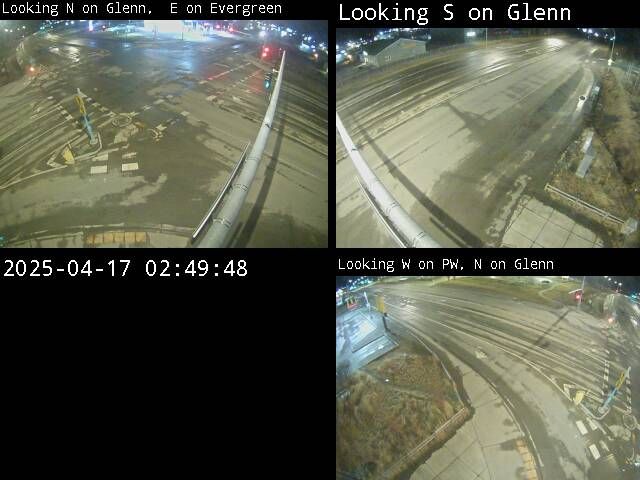 Looking N on Glenn,  E on Evergreen
Looking S on Glenn
2025-04-17 02:49:48
Looking W on PW, N on Glenn